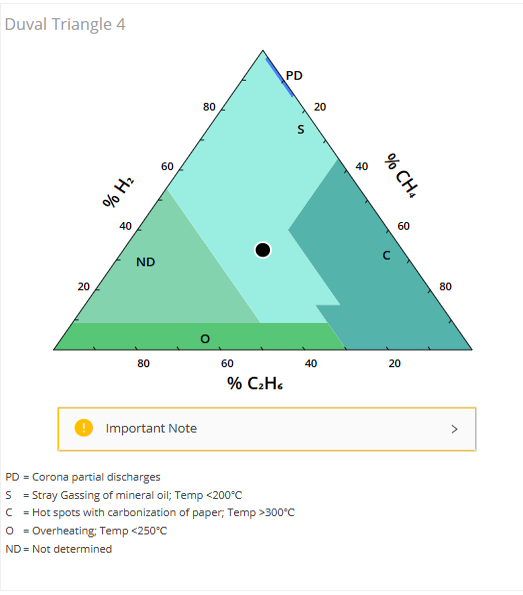 Duval Triangle 4
PD
80
20
S
60
40
% H₂
% CH₄
40
60
ND
C
20
80
O
80
60
40
20
% C₂H₆
Important Note
PD = Corona partial discharges
S = Stray Gassing of mineral oil; Temp <200°C
C = Hot spots with carbonization of paper; Temp >300°C
O = Overheating; Temp <250°C
ND = Not determined